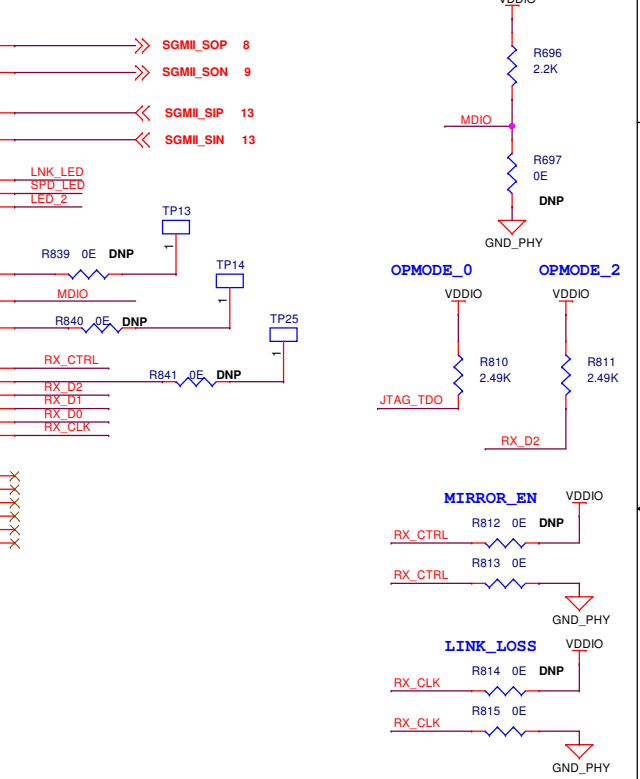 VDDIO
SGMII_SOP 8
SGMII_SON 9
SGMII_SIP 13
SGMII_SIN 13
R696
2.2K
MDIO
R697
0E
DNP
GND_PHY
LNK_LED
SPD_LED
LED_2
TP13
1
R839 0E DNP
TP14
1
MDIO
R840 0E DNP
TP25
1
RX_CTRL
R841 0E DNP
RX_D2
RX_D1
RX_D0
RX_CLK
OPMODE_0
VDDIO
R810
2.49K
JTAG_TDO
OPMODE_2
VDDIO
R811
2.49K
RX_D2
MIRROR_EN
VDDIO
R812 0E DNP
RX_CTRL
R813 0E
RX_CTRL
GND_PHY
LINK_LOSS
VDDIO
R814 0E DNP
RX_CLK
R815 0E
RX_CLK
GND_PHY